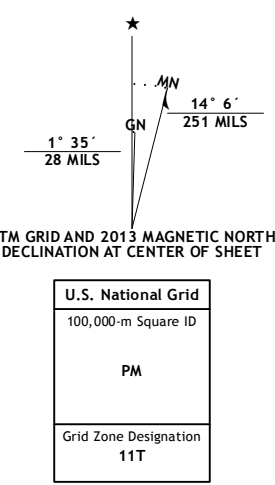 ★
MN
14° 6´
251 MILS
GN
1° 35´
28 MILS
TM GRID AND 2013 MAGNETIC NORTH
DECLINATION AT CENTER OF SHEET
U.S. National Grid
100,000-m Square ID
PM
Grid Zone Designation
11T